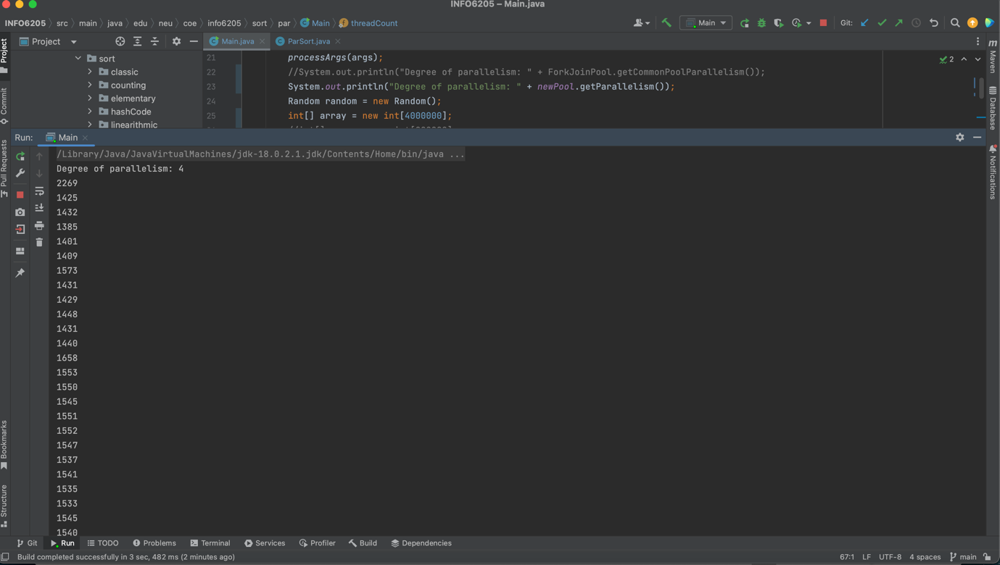 INFO6205 – Main.java
INFO6205 src main java edu neu coe info6205 sort par Main threadCount
Main Git:
Project
Main.java ParSort.java
sort
classic
counting
elementary
hashCode
linearithmic
21 processArgs(args);
22 //System.out.println("Degree of parallelism: " + ForkJoinPool.getCommonPoolParallelism());
23 System.out.println("Degree of parallelism: " + newPool.getParallelism());
24 Random random = new Random();
25 int[] array = new int[4000000];
2
Run: Main
/Library/Java/JavaVirtualMachines/jdk-18.0.2.1.jdk/Contents/Home/bin/java ...
Degree of parallelism: 4
2269
1425
1432
1385
1401
1409
1573
1431
1429
1448
1431
1440
1658
1553
1550
1545
1551
1552
1547
1537
1541
1535
1533
1545
1540
Project
Commit
Pull Requests
Bookmarks
Structure
m
Maven
Database
Notifications
Git Run TODO Problems Terminal Services Profiler Build Dependencies
Build completed successfully in 3 sec, 482 ms (2 minutes ago) 67:1 LF UTF-8 4 spaces main